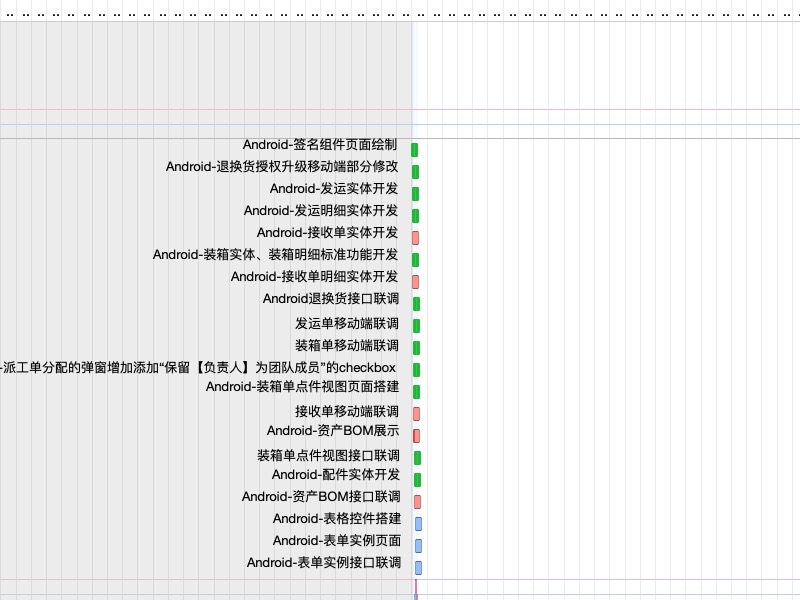 Android-签名组件页面绘制
Android-退换货授权升级移动端部分修改
Android-发运实体开发
Android-发运明细实体开发
Android-接收单实体开发
Android-装箱实体、装箱明细标准功能开发
Android-接收单明细实体开发
Android退换货接口联调
发运单移动端联调
装箱单移动端联调
-派工单分配的弹窗增加添加“保留【负责人】为团队成员”的checkbox
Android-装箱单点件视图页面搭建
接收单移动端联调
Android-资产BOM展示
装箱单点件视图接口联调
Android-配件实体开发
Android-资产BOM接口联调
Android-表格控件搭建
Android-表单实例页面
Android-表单实例接口联调